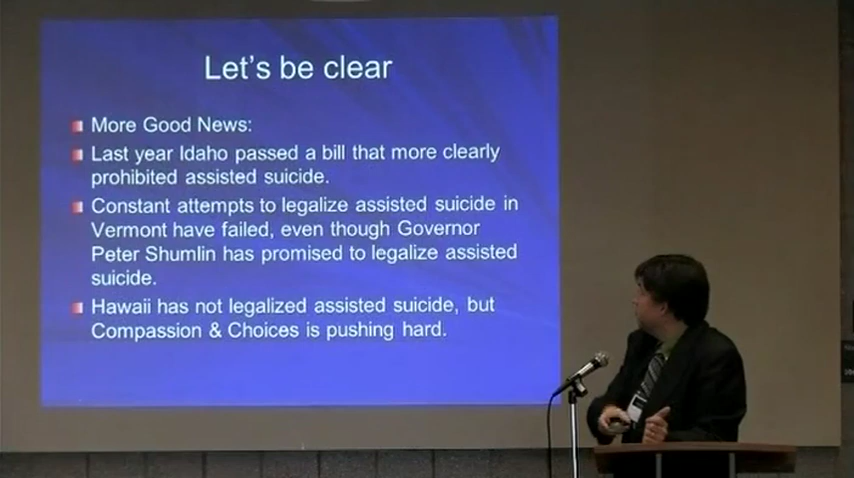 Let's be clear
More Good News:
Last year Idaho passed a bill that more clearly
prohibited assisted suicide.
Constant attempts to legalize assisted suicide in
Vermont have failed, even though Governor
Peter Shumlin has promised to legalize assisted
suicide.
Hawaii has not legalized assisted suicide, but
Compassion & Choices is pushing hard.